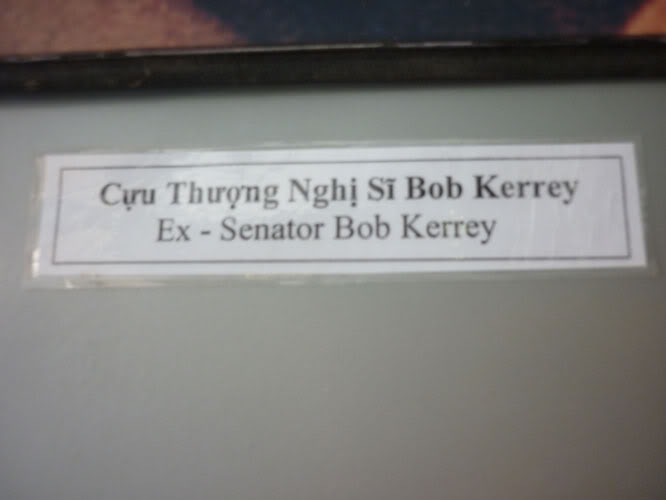 Cựu Thượng Nghị Sĩ Bob Kerrey
Ex - Senator Bob Kerrey